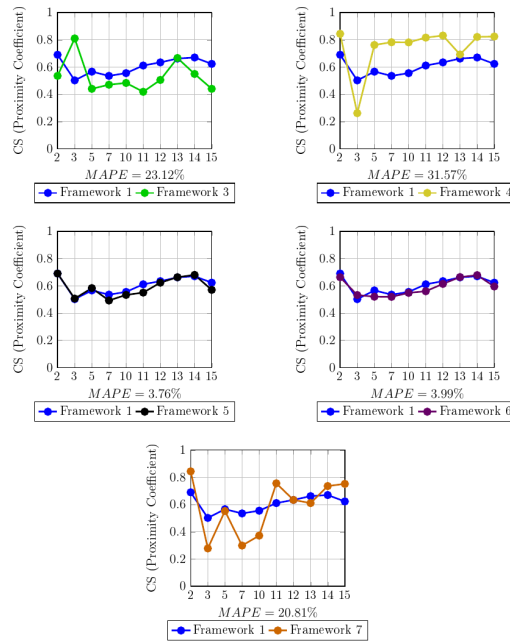 CS (Proximity Coefficient)
1
0.8
0.6
0.4
0.2
0
2 3 5 7 10 11 12 13 14 15
MAPE = 23.12%
Framework 1 Framework 3
CS (Proximity Coefficient)
1
0.8
0.6
0.4
0.2
0
2 3 5 7 10 11 12 13 14 15
MAPE = 31.57%
Framework 1 Framework 4
CS (Proximity Coefficient)
1
0.8
0.6
0.4
0.2
0
2 3 5 7 10 11 12 13 14 15
MAPE = 3.76%
Framework 1 Framework 5
CS (Proximity Coefficient)
1
0.8
0.6
0.4
0.2
0
2 3 5 7 10 11 12 13 14 15
MAPE = 3.99%
Framework 1 Framework 6
CS (Proximity Coefficient)
1
0.8
0.6
0.4
0.2
0
2 3 5 7 10 11 12 13 14 15
MAPE = 20.81%
Framework 1 Framework 7